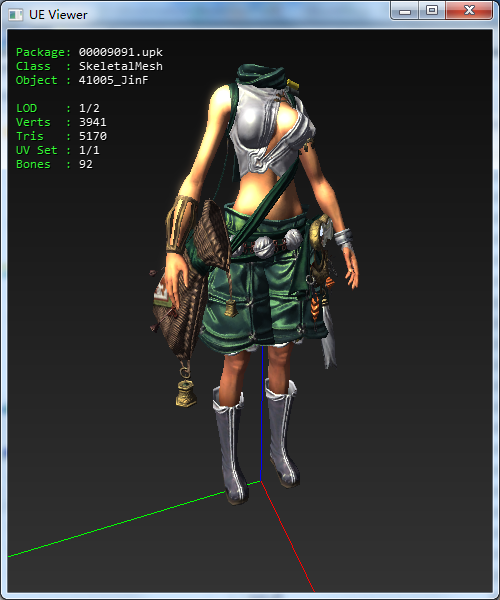 UE Viewer
Package: 00009091.upk
Class : SkeletalMesh
Object : 41005_JinF
LOD : 1/2
Verts : 3941
Tris : 5170
UV Set : 1/1
Bones : 92